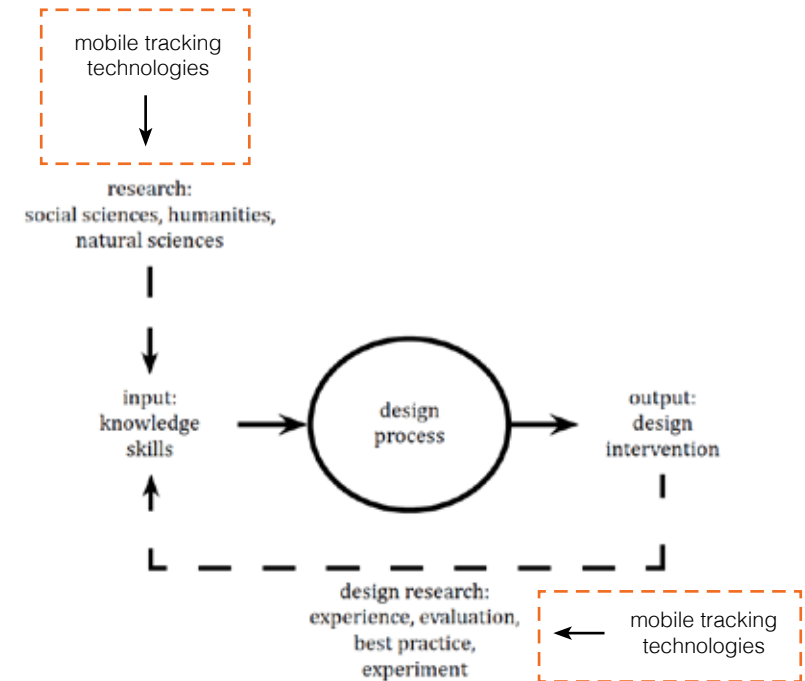 mobile tracking
technologies
research:
social sciences, humanities,
natural sciences
input:
knowledge
skills
design
process
output:
design
intervention
design research:
experience, evaluation,
best practice,
experiment
mobile tracking
technologies